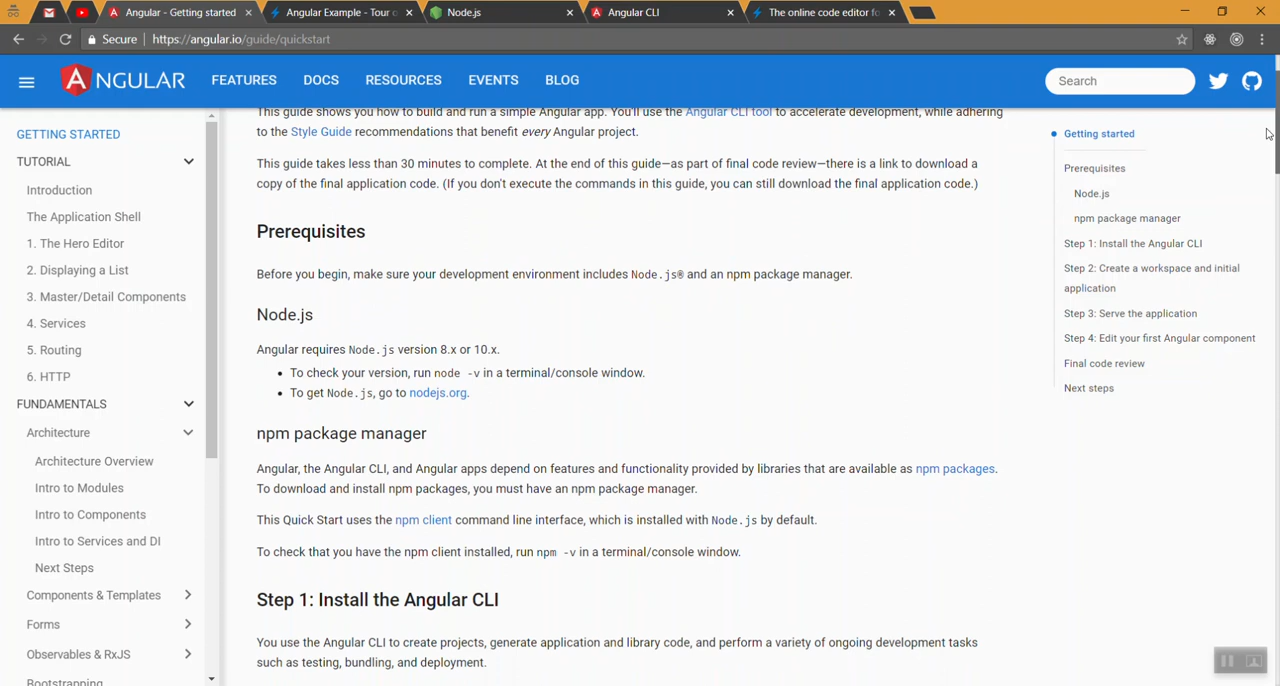 Angular - Getting started
Angular Example - Tour o
Node.js
Angular CLI
The online code editor fo
Secure
https://angular.io/guide/quickstart
ANGULAR
FEATURES
DOCS
RESOURCES
EVENTS
BLOG
Search
GETTING STARTED
TUTORIAL
Introduction
The Application Shell
1. The Hero Editor
2. Displaying a List
3. Master/Detail Components
4. Services
5. Routing
6. HTTP
FUNDAMENTALS
Architecture
Architecture Overview
Intro to Modules
Intro to Components
Intro to Services and DI
Next Steps
Components & Templates
Forms
Observables & RxJS
Bootstrapping
This guide shows you how to build and run a simple Angular app. You'll use the Angular CLI tool to accelerate development, while adhering
to the Style Guide recommendations that benefit every Angular project.
This guide takes less than 30 minutes to complete. At the end of this guide—as part of final code review—there is a link to download a
copy of the final application code. (If you don't execute the commands in this guide, you can still download the final application code.)
Prerequisites
Before you begin, make sure your development environment includes Node.js® and an npm package manager.
Node.js
Angular requires Node.js version 8.x or 10.x.
• To check your version, run node -v in a terminal/console window.
• To get Node.js, go to nodejs.org.
npm package manager
Angular, the Angular CLI, and Angular apps depend on features and functionality provided by libraries that are available as npm packages.
To download and install npm packages, you must have an npm package manager.
This Quick Start uses the npm client command line interface, which is installed with Node.js by default.
To check that you have the npm client installed, run npm -v in a terminal/console window.
Step 1: Install the Angular CLI
You use the Angular CLI to create projects, generate application and library code, and perform a variety of ongoing development tasks
such as testing, bundling, and deployment.
Getting started
Prerequisites
Node.js
npm package manager
Step 1: Install the Angular CLI
Step 2: Create a workspace and initial
application
Step 3: Serve the application
Step 4: Edit your first Angular component
Final code review
Next steps